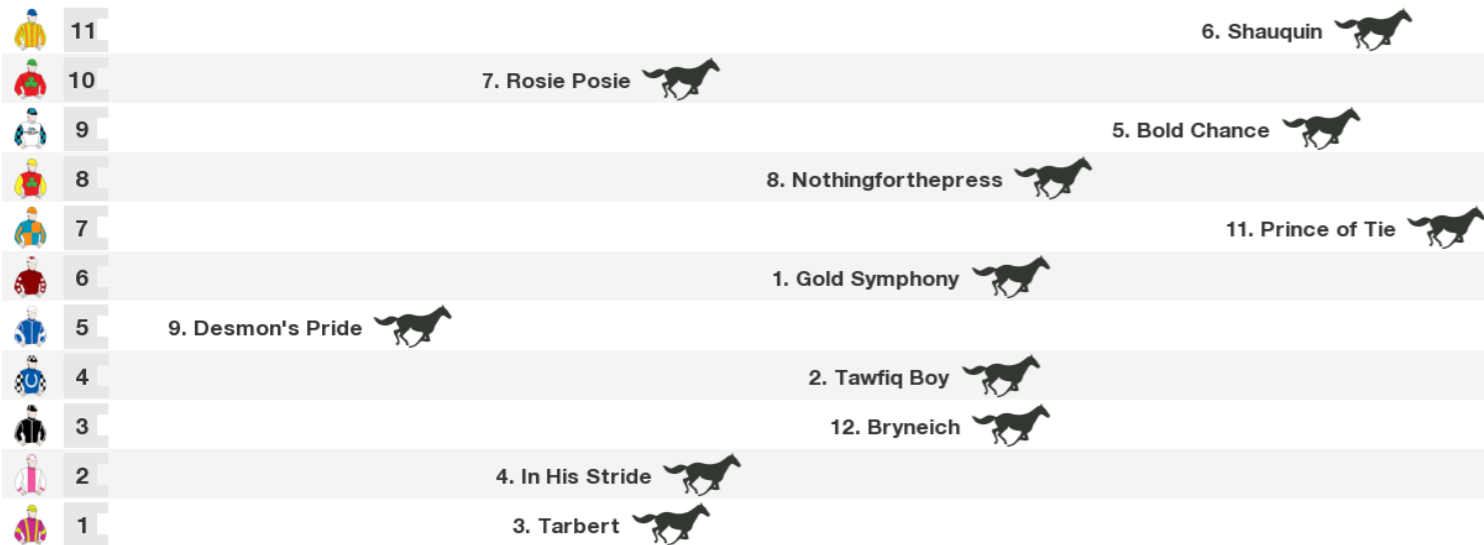 11 6. Shauquin
10 7. Rosie Posie
9 5. Bold Chance
8 8. Nothingforthepress
7 11. Prince of Tie
6 1. Gold Symphony
5 9. Desmon's Pride
4 2. Tawfiq Boy
3 12. Bryneich
2 4. In His Stride
1 3. Tarbert